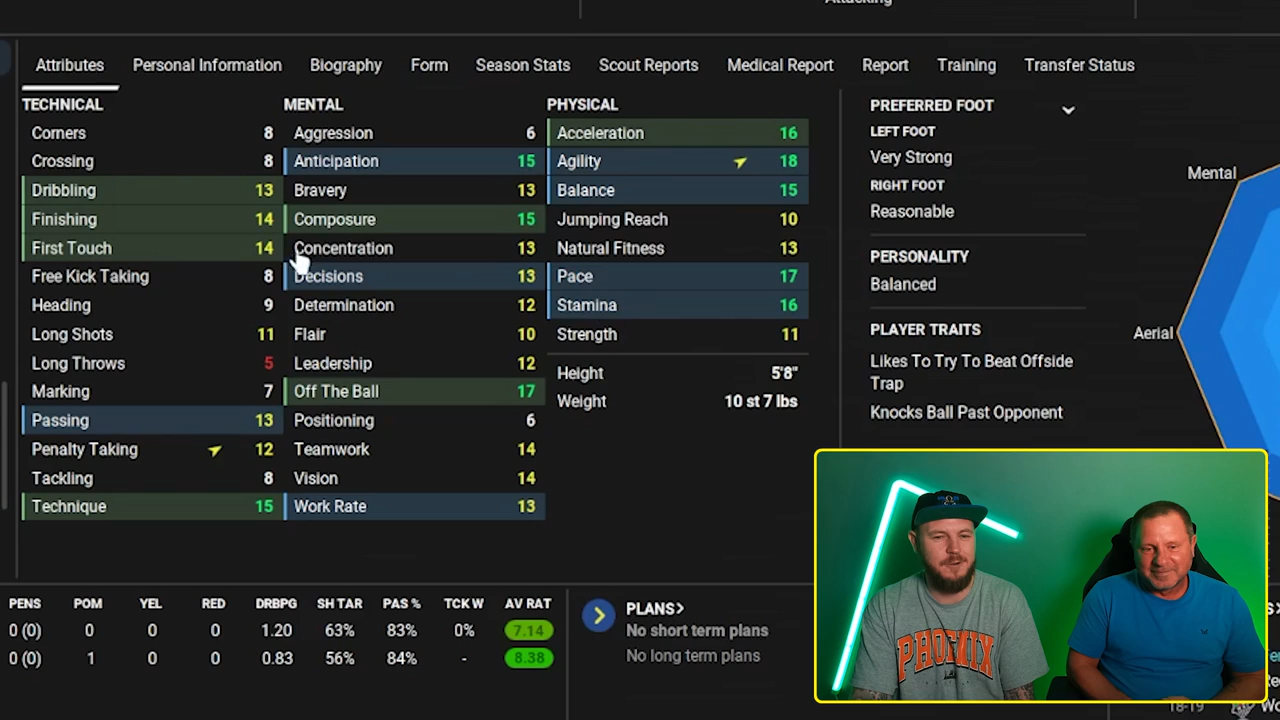 Attacking
Attributes Personal Information Biography Form Season Stats Scout Reports Medical Report Report Training Transfer Status
TECHNICAL
Corners 8
Crossing 8
Dribbling 13
Finishing 14
First Touch 14
Free Kick Taking 8
Heading 9
Long Shots 11
Long Throws 5
Marking 7
Passing 13
Penalty Taking 12
Tackling 8
Technique 15
MENTAL
Aggression 6
Anticipation 15
Bravery 13
Composure 15
Concentration 13
Decisions 13
Determination 12
Flair 10
Leadership 12
Off The Ball 17
Positioning 6
Teamwork 14
Vision 14
Work Rate 13
PHYSICAL
Acceleration 16
Agility 18
Balance 15
Jumping Reach 10
Natural Fitness 13
Pace 17
Stamina 16
Strength 11
Height 5'8"
Weight 10 st 7 lbs
PREFERRED FOOT
LEFT FOOT
Very Strong
RIGHT FOOT
Reasonable
PERSONALITY
Balanced
PLAYER TRAITS
Likes To Try To Beat Offside
Trap
Knocks Ball Past Opponent
Mental
Aerial
PENS POM YEL RED DRBPG SH TAR PAS % TCK W AV RAT
0 (0) 0 0 0 1.20 63% 83% 0% 7.14
0 (0) 1 0 0 0.83 56% 84% - 8.38
PLANS>
No short term plans
No long term plans
PHOENIX
18-19